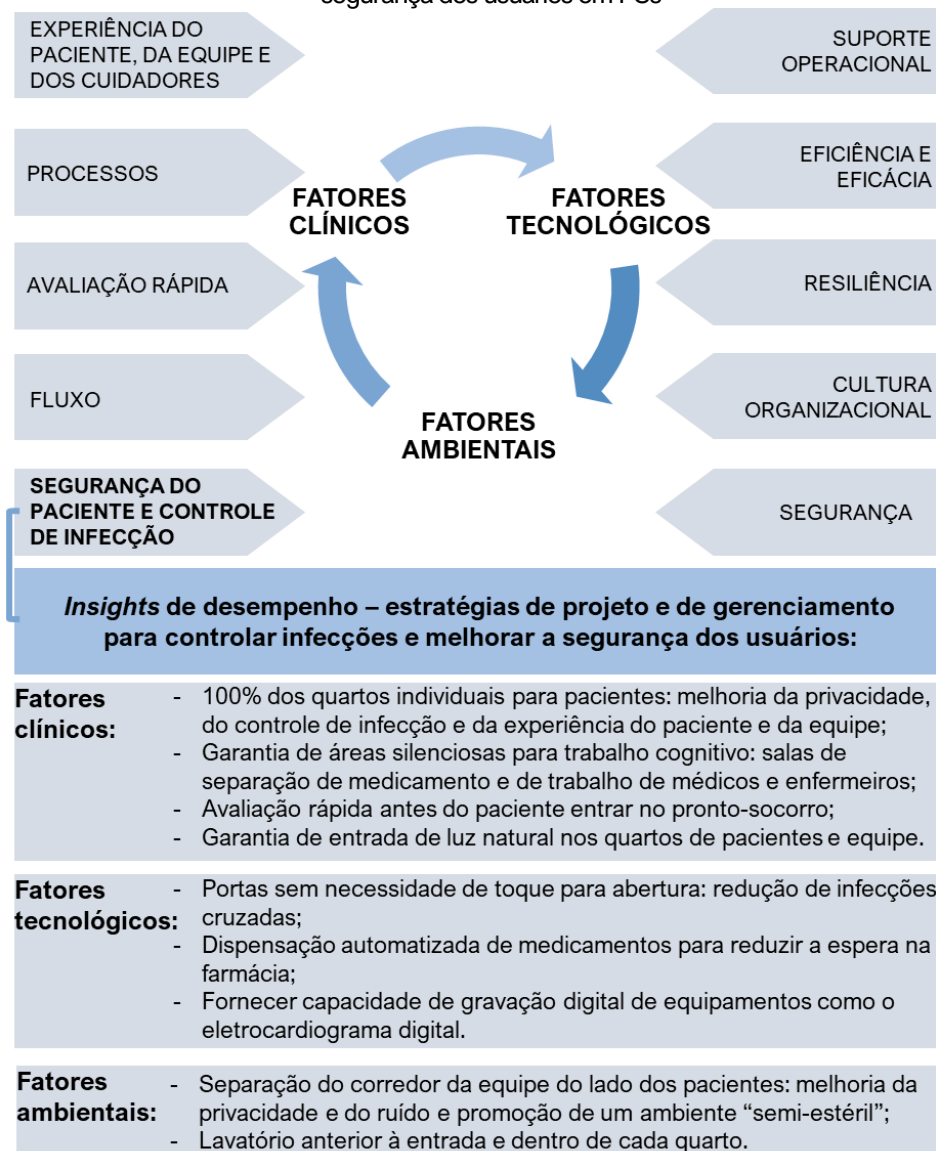 segurança dos usuários em PSs
EXPERIÊNCIA DO
PACIENTE, DA EQUIPE E
DOS CUIDADORES
PROCESSOS
AVALIAÇÃO RÁPIDA
FLUXO
SEGURANÇA DO
PACIENTE E CONTROLE
DE INFECÇÃO
FATORES
CLÍNICOS
FATORES
TECNOLÓGICOS
FATORES
AMBIENTAIS
SUPORTE
OPERACIONAL
EFICIÊNCIA E
EFICÁCIA
RESILIÊNCIA
CULTURA
ORGANIZACIONAL
SEGURANÇA
Insights de desempenho – estratégias de projeto e de gerenciamento
para controlar infecções e melhorar a segurança dos usuários:
Fatores
clínicos:
- 100% dos quartos individuais para pacientes: melhoria da privacidade,
do controle de infecção e da experiência do paciente e da equipe;
- Garantia de áreas silenciosas para trabalho cognitivo: salas de
separação de medicamento e de trabalho de médicos e enfermeiros;
- Avaliação rápida antes do paciente entrar no pronto-socorro;
- Garantia de entrada de luz natural nos quartos de pacientes e equipe.
Fatores
tecnológicos:
- Portas sem necessidade de toque para abertura: redução de infecções
cruzadas;
- Dispensação automatizada de medicamentos para reduzir a espera na
farmácia;
- Fornecer capacidade de gravação digital de equipamentos como o
eletrocardiograma digital.
Fatores
ambientais:
- Separação do corredor da equipe do lado dos pacientes: melhoria da
privacidade e do ruído e promoção de um ambiente “semi-estéril”;
- Lavatório anterior à entrada e dentro de cada quarto.